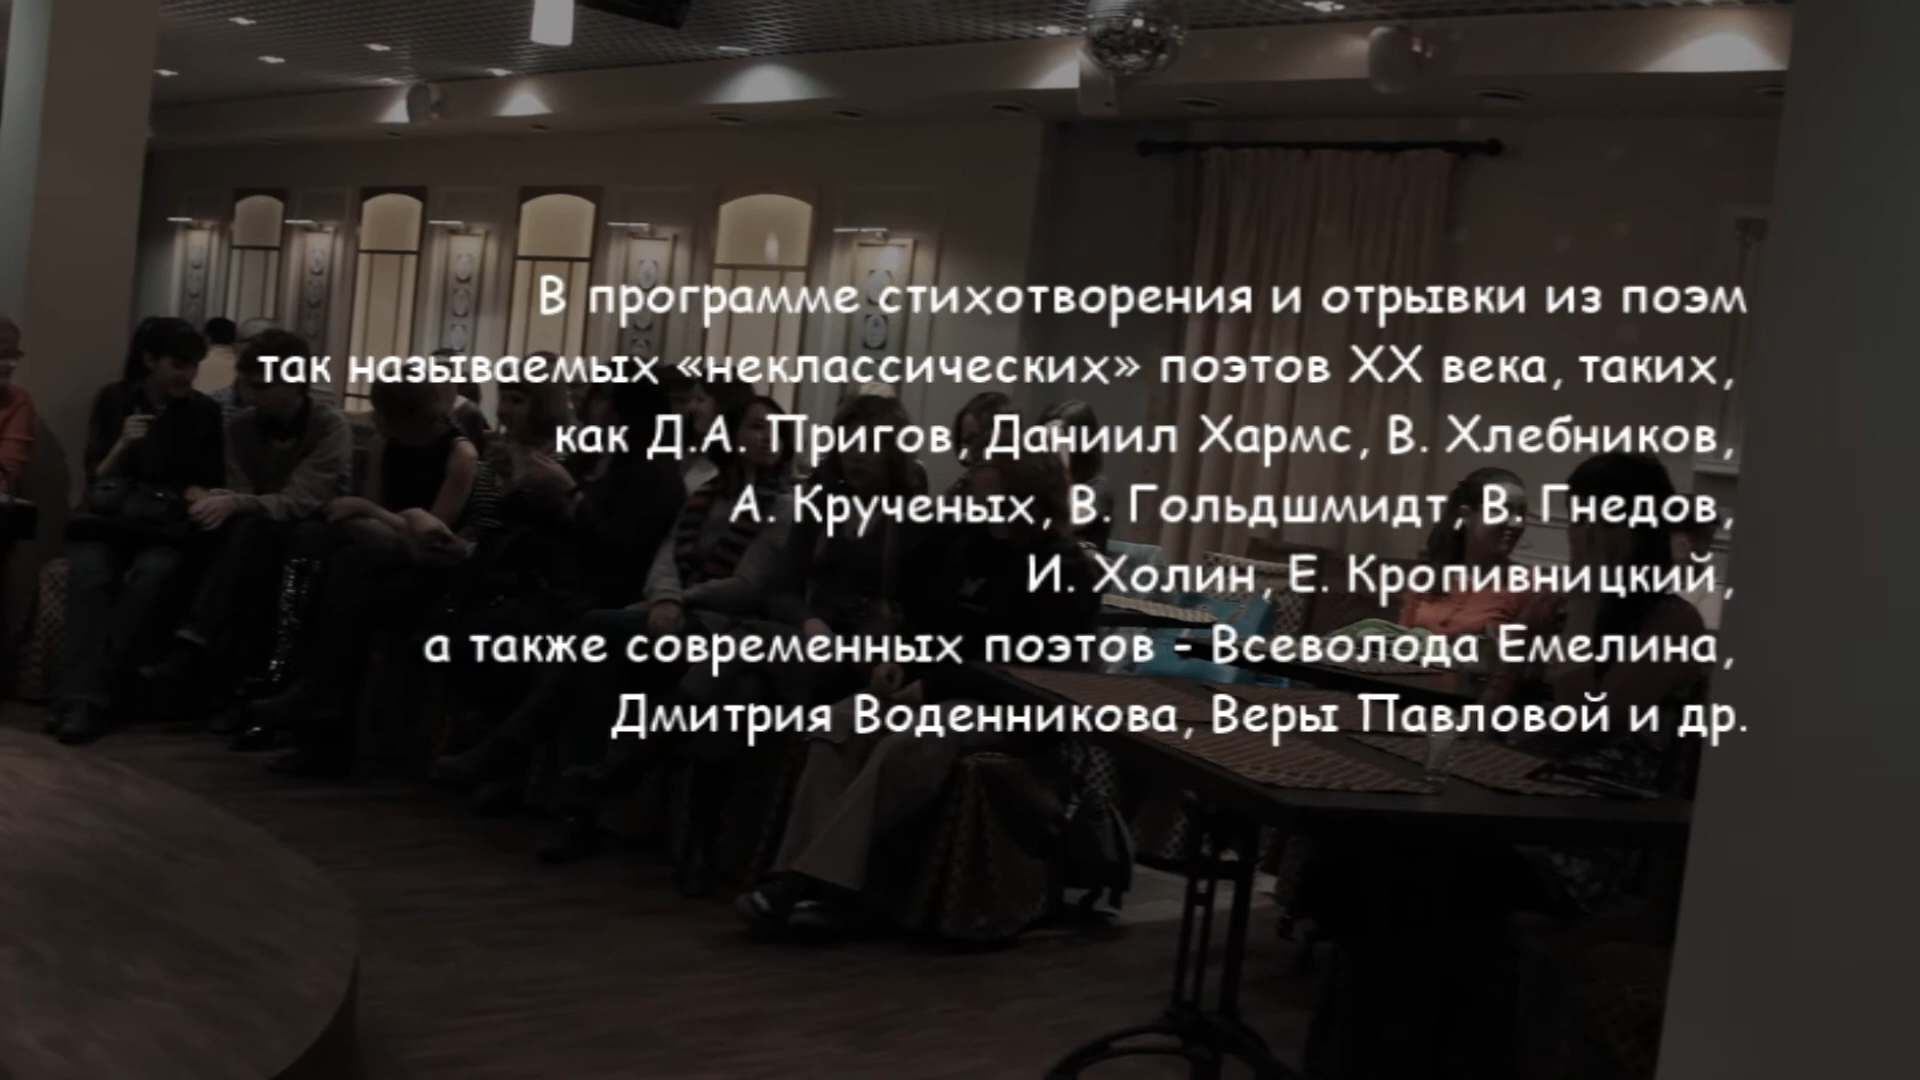 В программе стихотворения и отрывки из поэм
так называемых «неклассических» поэтов XX века, таких,
как Д.А. Пригов, Даниил Хармс, В. Хлебников,
А. Крученых, В. Гольдшмидт, В. Гнедов,
И. Холин, Е. Кропивницкий,
а также современных поэтов - Всеволода Емелина,
Дмитрия Воденникова, Веры Павловой и др.